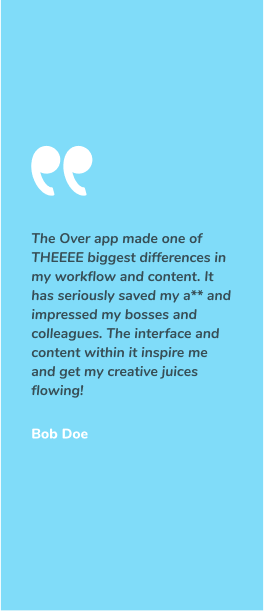 The Over app made one of
THEEEE biggest differences in
my workflow and content. It
has seriously saved my a** and
impressed my bosses and
colleagues. The interface and
content within it inspire me
and get my creative juices
flowing!
Bob Doe